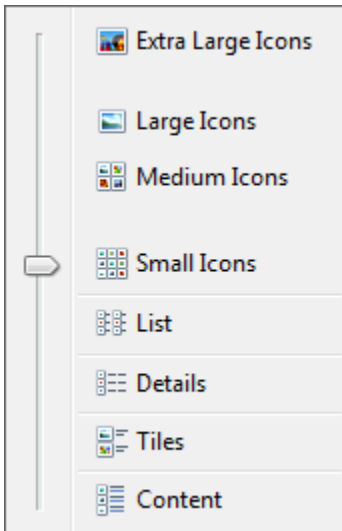 Extra Large Icons
Large Icons
Medium Icons
Small Icons
List
Details
Tiles
Content